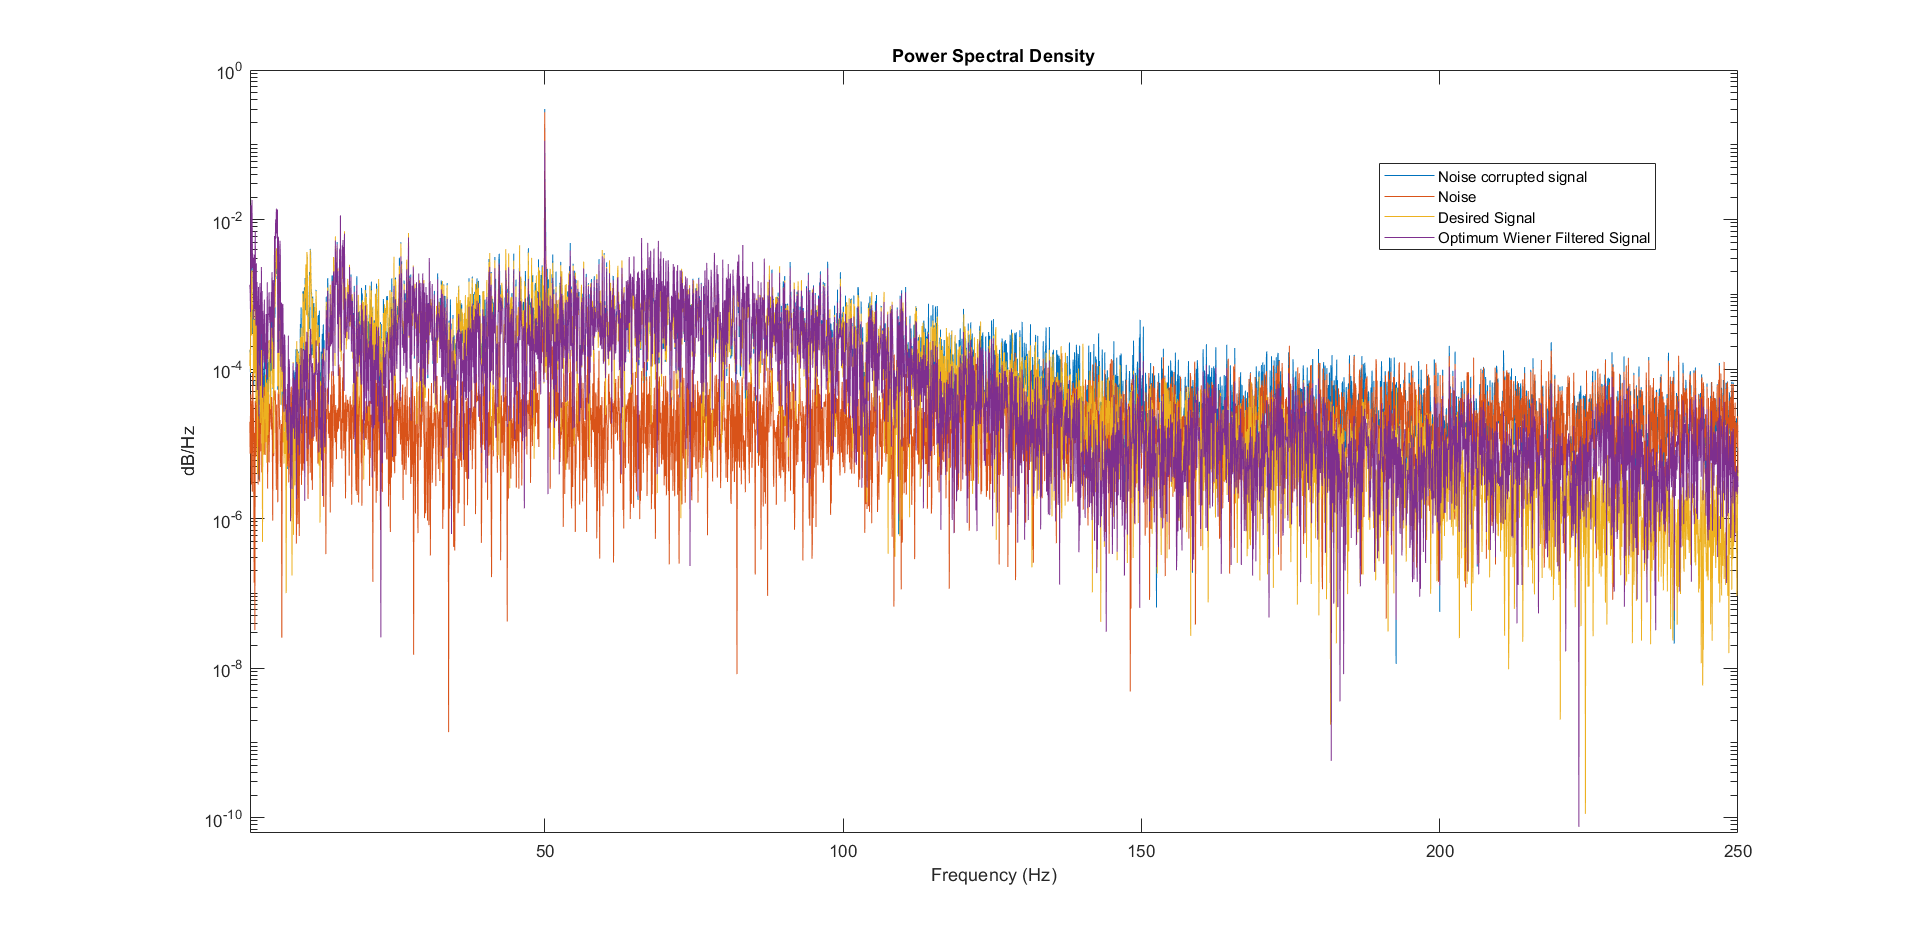 Power Spectral Density
10^0
10^-2
10^-4
10^-6
10^-8
10^-10
dB/Hz
Noise corrupted signal
Noise
Desired Signal
Optimum Wiener Filtered Signal
50 100 150 200 250
Frequency (Hz)